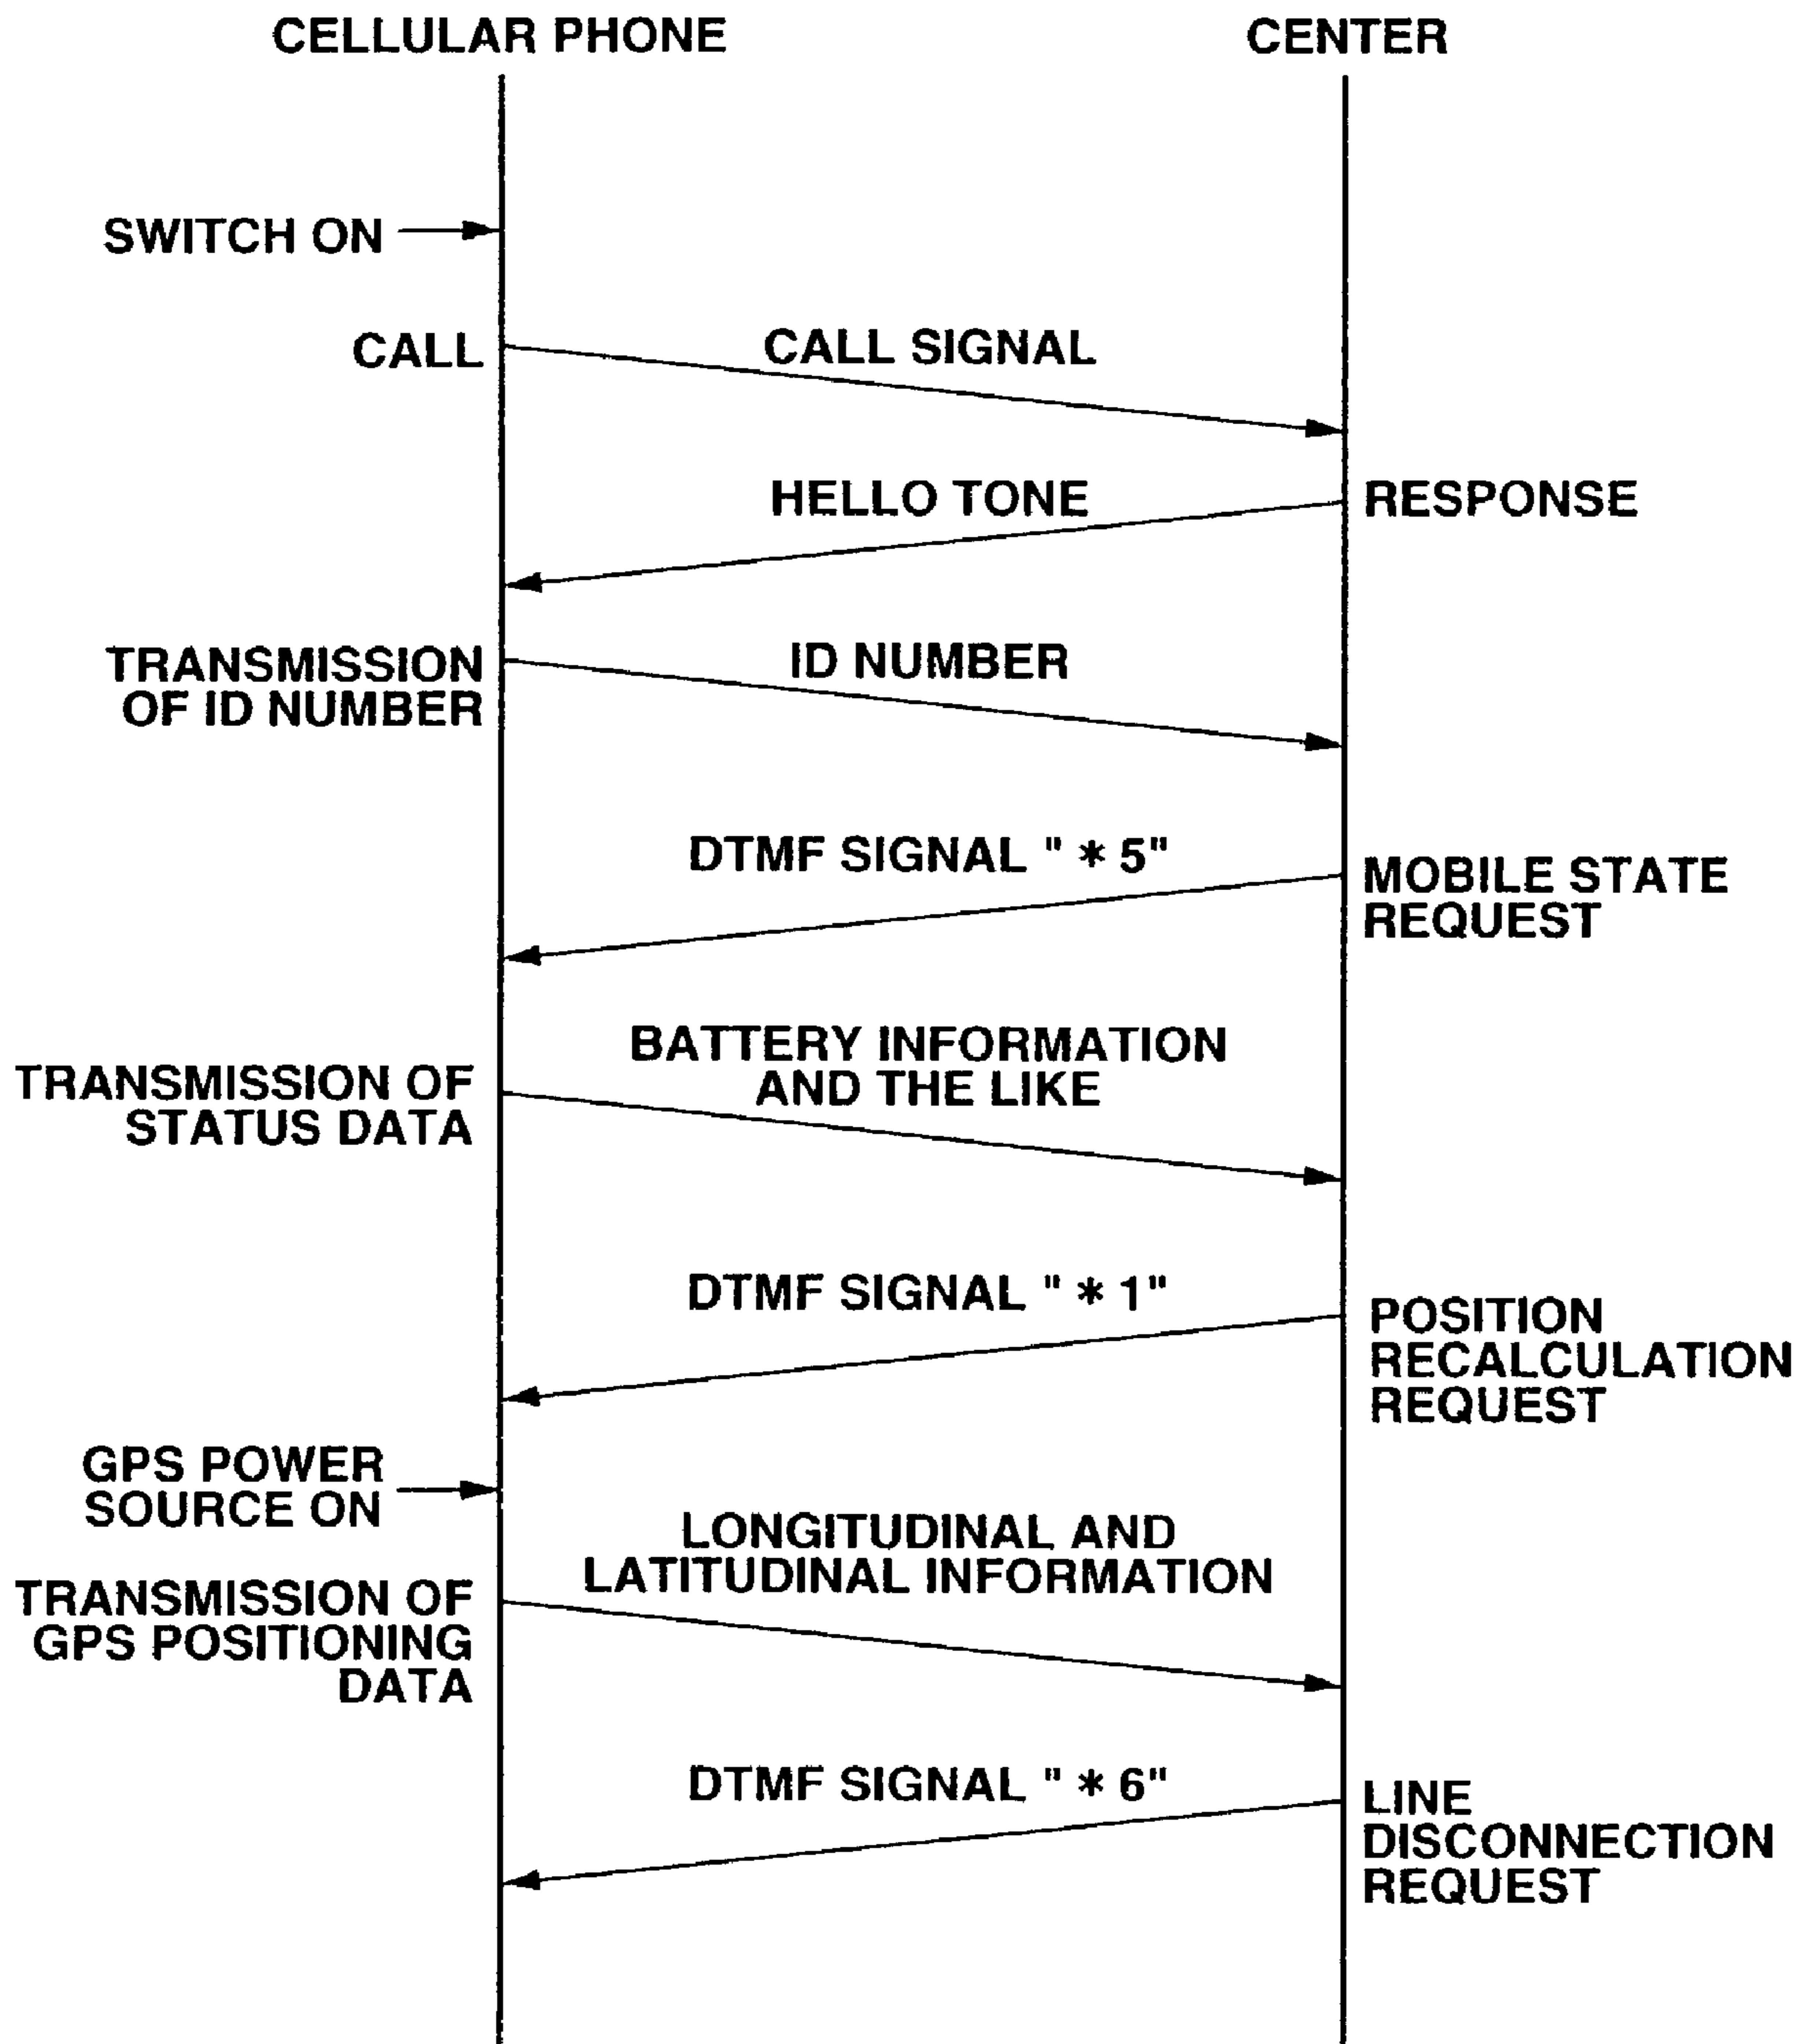 CELLULAR PHONE
CENTER
SWITCH ON
CALL
CALL SIGNAL
HELLO TONE
RESPONSE
TRANSMISSION
OF ID NUMBER
ID NUMBER
DTMF SIGNAL " * 5"
MOBILE STATE
REQUEST
BATTERY INFORMATION
AND THE LIKE
TRANSMISSION OF
STATUS DATA
DTMF SIGNAL " * 1"
POSITION
RECALCULATION
REQUEST
GPS POWER
SOURCE ON
LONGITUDINAL AND
LATITUDINAL INFORMATION
TRANSMISSION OF
GPS POSITIONING
DATA
DTMF SIGNAL " * 6"
LINE
DISCONNECTION
REQUEST